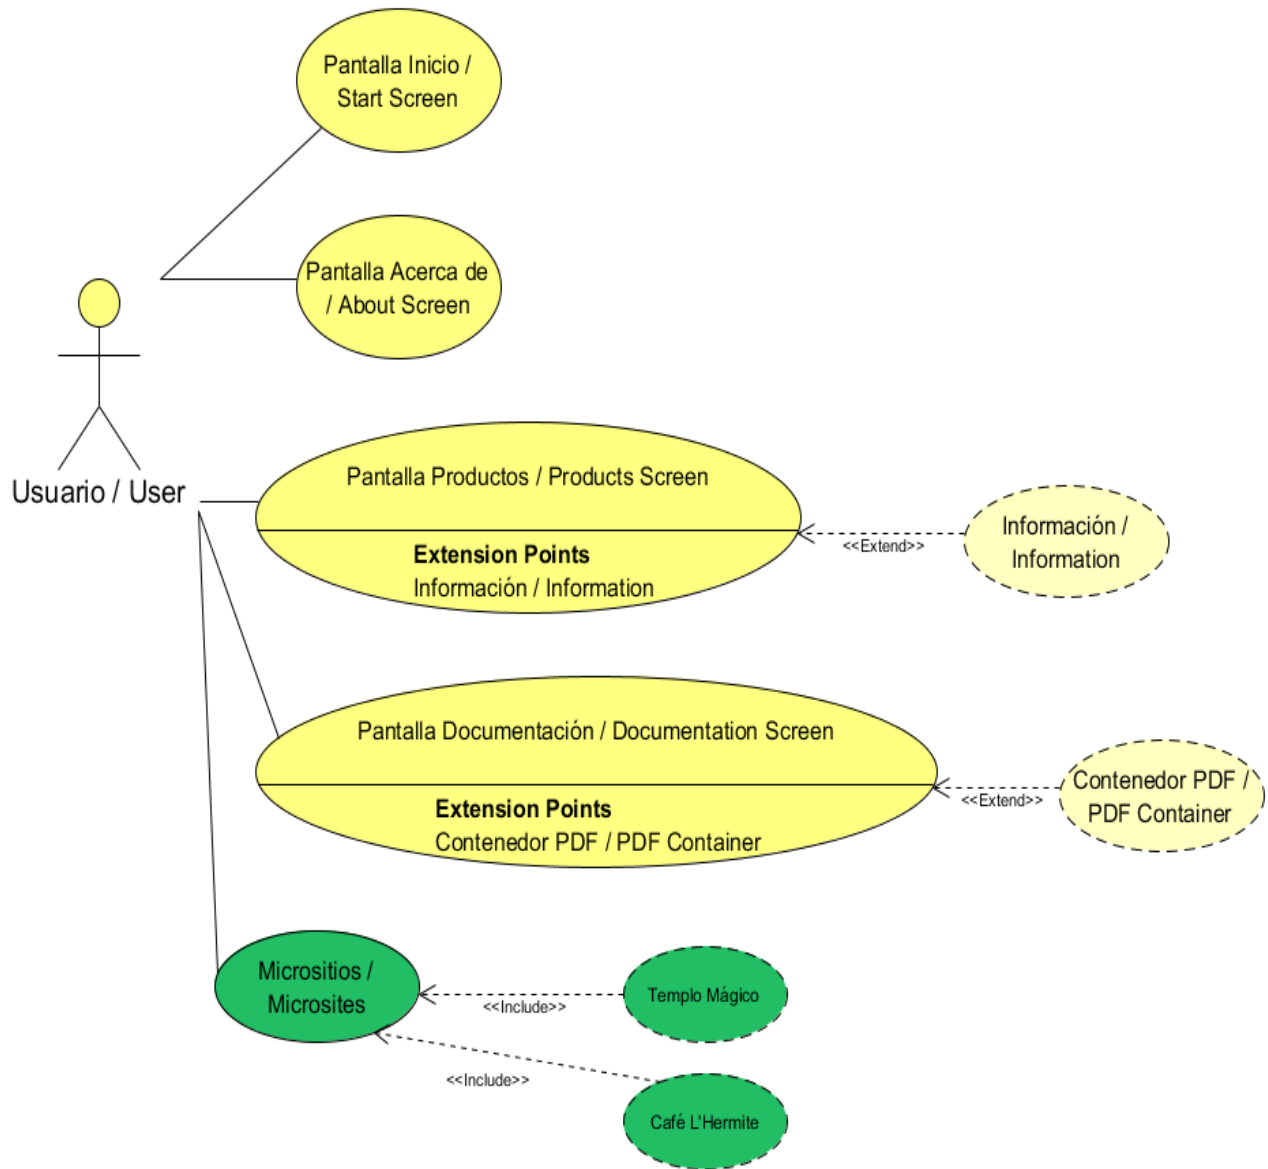 Pantalla Inicio /
Start Screen
Pantalla Acerca de
/ About Screen
Usuario / User
Pantalla Productos / Products Screen
Extension Points
Información / Information
<<Extend>>
Información /
Information
Pantalla Documentación / Documentation Screen
Extension Points
Contenedor PDF / PDF Container
<<Extend>>
Contenedor PDF /
PDF Container
Micrositios /
Microsites
<<Include>>
Templo Mágico
<<Include>>
Café L'Hermite